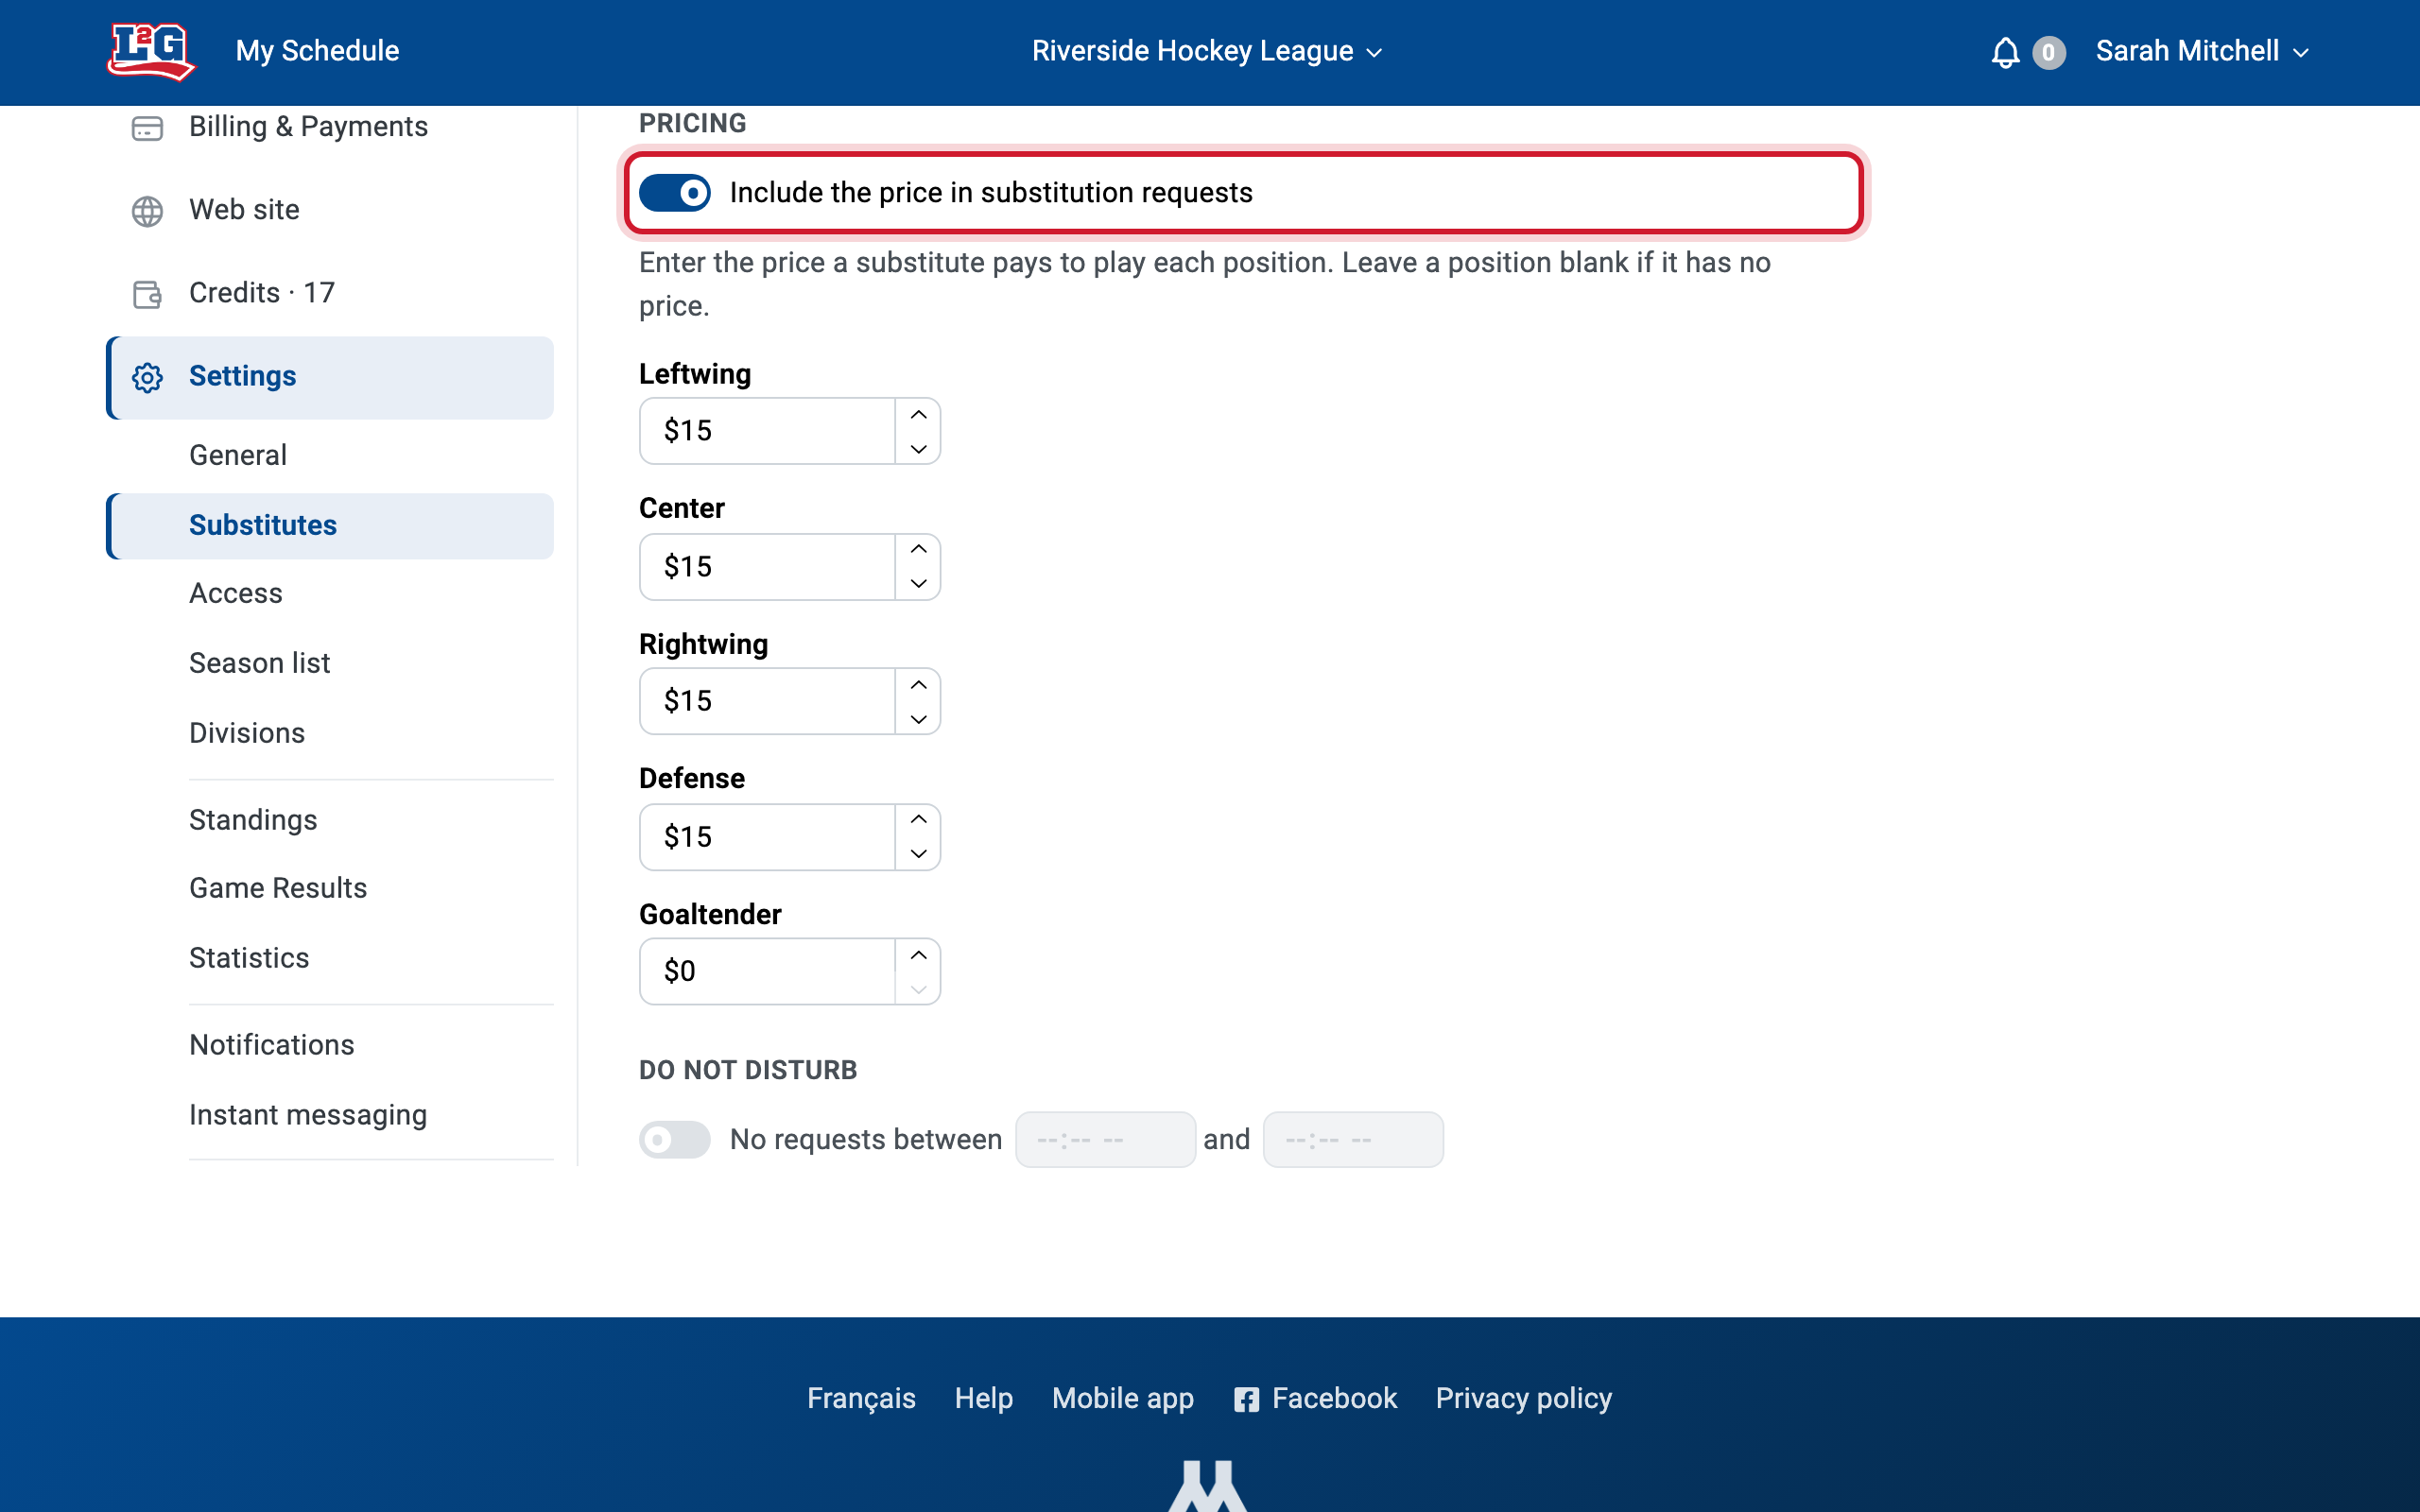 L2G
My Schedule
Riverside Hockey League
0
Sarah Mitchell
Billing & Payments
Web site
Credits · 17
Settings
General
Substitutes
Access
Season list
Divisions
Standings
Game Results
Statistics
Notifications
Instant messaging
PRICING
Include the price in substitution requests
Enter the price a substitute pays to play each position. Leave a position blank if it has no
price.
Leftwing
$15
Center
$15
Rightwing
$15
Defense
$15
Goaltender
$0
DO NOT DISTURB
No requests between --:-- -- and --:-- --
Français
Help
Mobile app
Facebook
Privacy policy